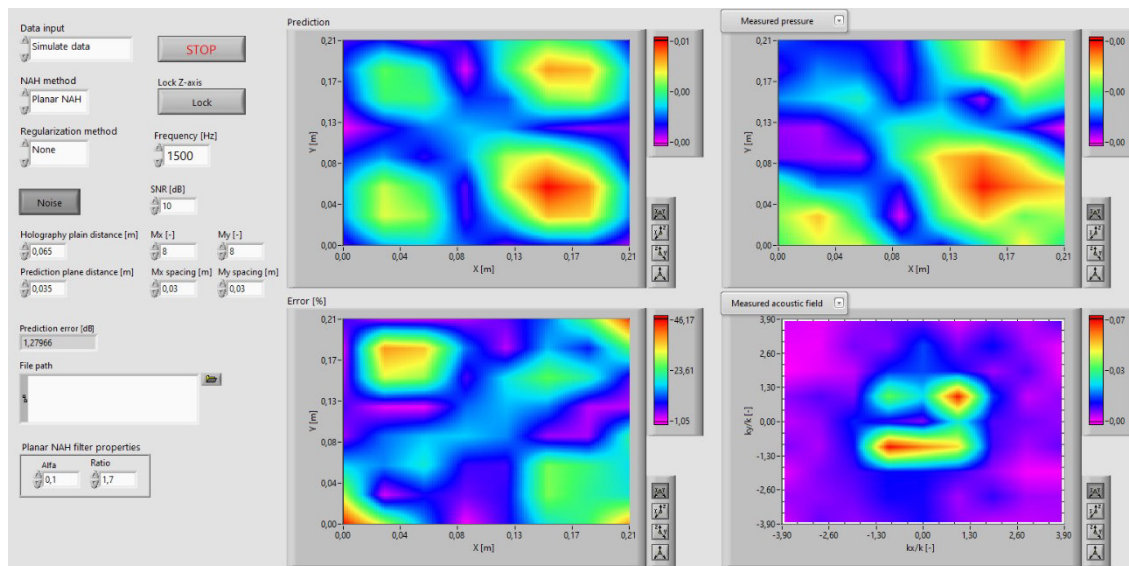 Data input
Simulate data
STOP
NAH method
Planar NAH
Lock Z-axis
Lock
Regularization method
None
Frequency [Hz]
1500
Noise
SNR [dB]
10
Holography plain distance [m]
0,065
Mx [-]
8
My [-]
8
Prediction plane distance [m]
0,035
Mx spacing [m]
0,03
My spacing [m]
0,03
Prediction error [dB]
1,27966
File path
Planar NAH filter properties
Alfa
0,1
Ratio
1,7
Prediction
0,21
0,17
0,13
0,08
0,04
0,00
Y [m]
0,00
0,04
0,08
0,13
0,17
0,21
X [m]
0,01
0,00
0,00
Measured pressure
0,21
0,17
0,13
0,08
0,04
0,00
Y [m]
0,00
0,04
0,08
0,13
0,17
0,21
X [m]
0,00
0,00
0,00
Error [%]
0,21
0,17
0,13
0,08
0,04
0,00
Y [m]
0,00
0,04
0,08
0,13
0,17
0,21
X [m]
46,17
23,61
1,05
Measured acoustic field
3,90
2,60
1,30
0,00
-1,30
-2,60
-3,90
ky/k [-]
-3,90
-1,30
0,00
1,30
3,90
kx/k [-]
0,07
0,03
0,00